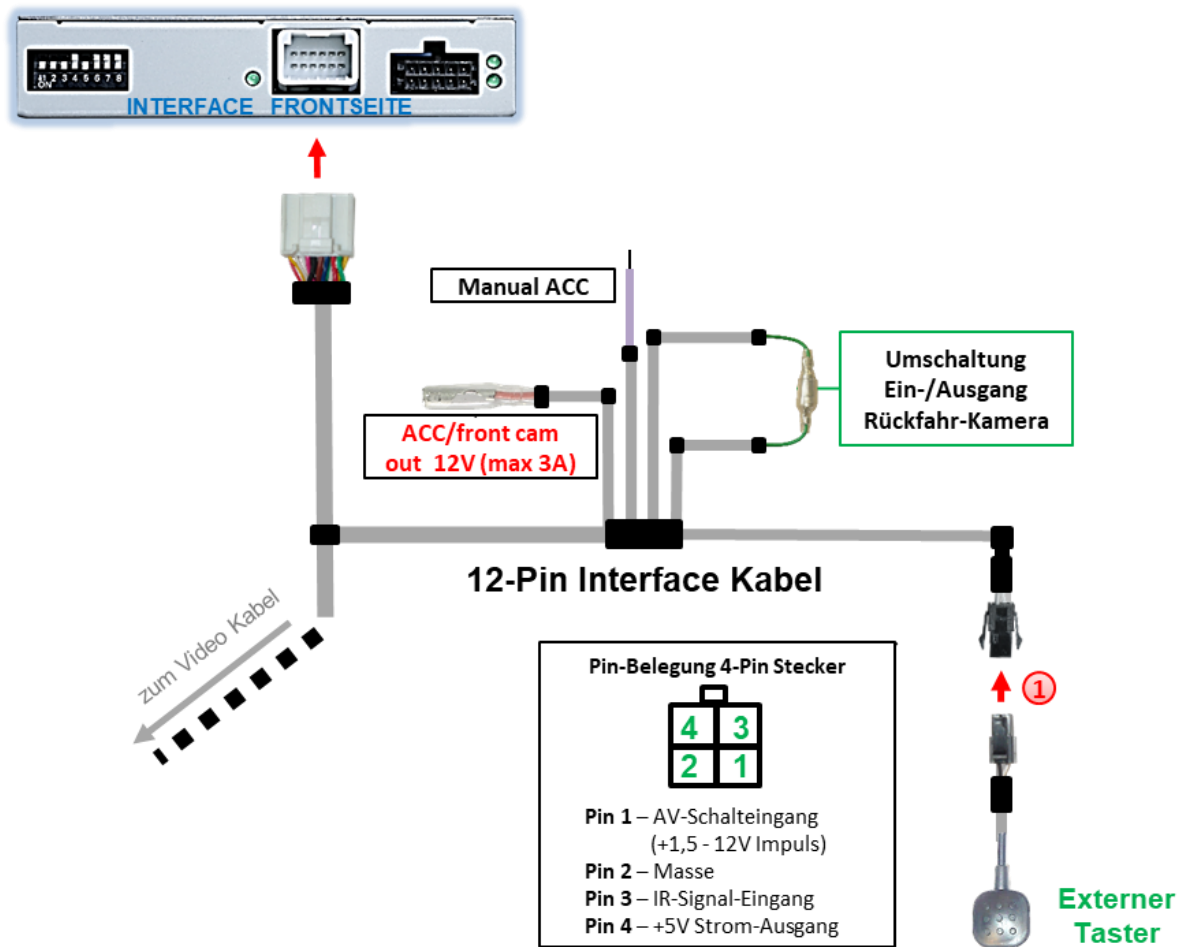 1 2 3 4 5 6 7 8
ON
INTERFACE FRONTSEITE
Manual ACC
Umschaltung
Ein-/Ausgang
Rückfahr-Kamera
ACC/front cam
out 12V (max 3A)
12-Pin Interface Kabel
zum Video Kabel
Pin-Belegung 4-Pin Stecker
4 3
2 1
Pin 1 – AV-Schalteingang
(+1,5 - 12V Impuls)
Pin 2 – Masse
Pin 3 – IR-Signal-Eingang
Pin 4 – +5V Strom-Ausgang
1
Externer
Taster